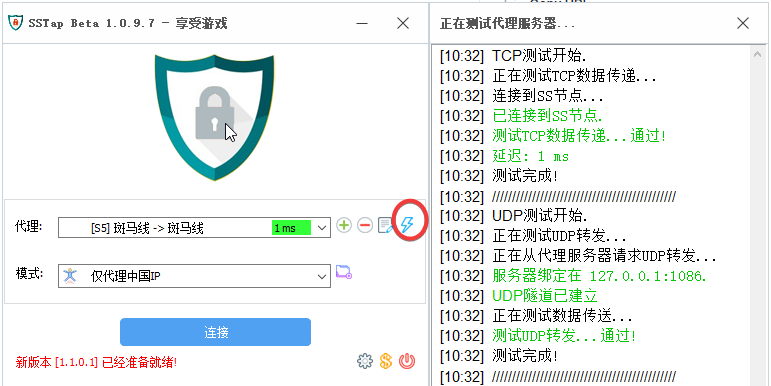 SSTap Beta 1.0.9.7 - 享受游戏
代理:
[S5] 斑马线 -> 斑马线
1 ms
模式:
仅代理中国IP
连接
新版本 [1.1.0.1] 已经准备就绪!
正在测试代理服务器...
[10:32] TCP测试开始.
[10:32] 正在测试TCP数据传递...
[10:32] 连接到SS节点...
[10:32] 已连接到SS节点.
[10:32] 测试TCP数据传递...通过!
[10:32] 延迟: 1 ms
[10:32] 测试完成!
[10:32] //////////////////////////////////////////////
[10:32] UDP测试开始.
[10:32] 正在测试UDP转发...
[10:32] 正在从代理服务器请求UDP转发...
[10:32] 服务器绑定在 127.0.0.1:1086.
[10:32] UDP隧道已建立
[10:32] 正在测试数据传送...
[10:32] 测试UDP转发...通过!
[10:32] 测试完成!
[10:32] //////////////////////////////////////////////